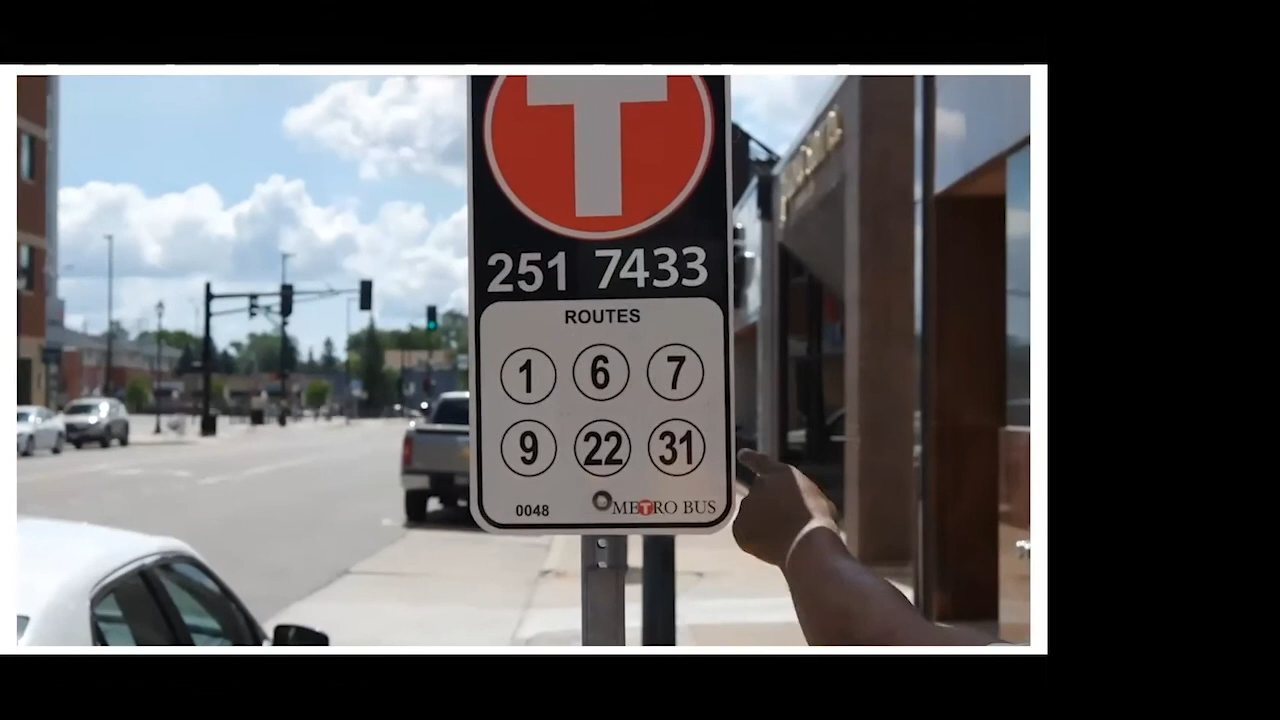 T
251 7433
ROUTES
1 6 7
9 22 31
0048 METRO BUS